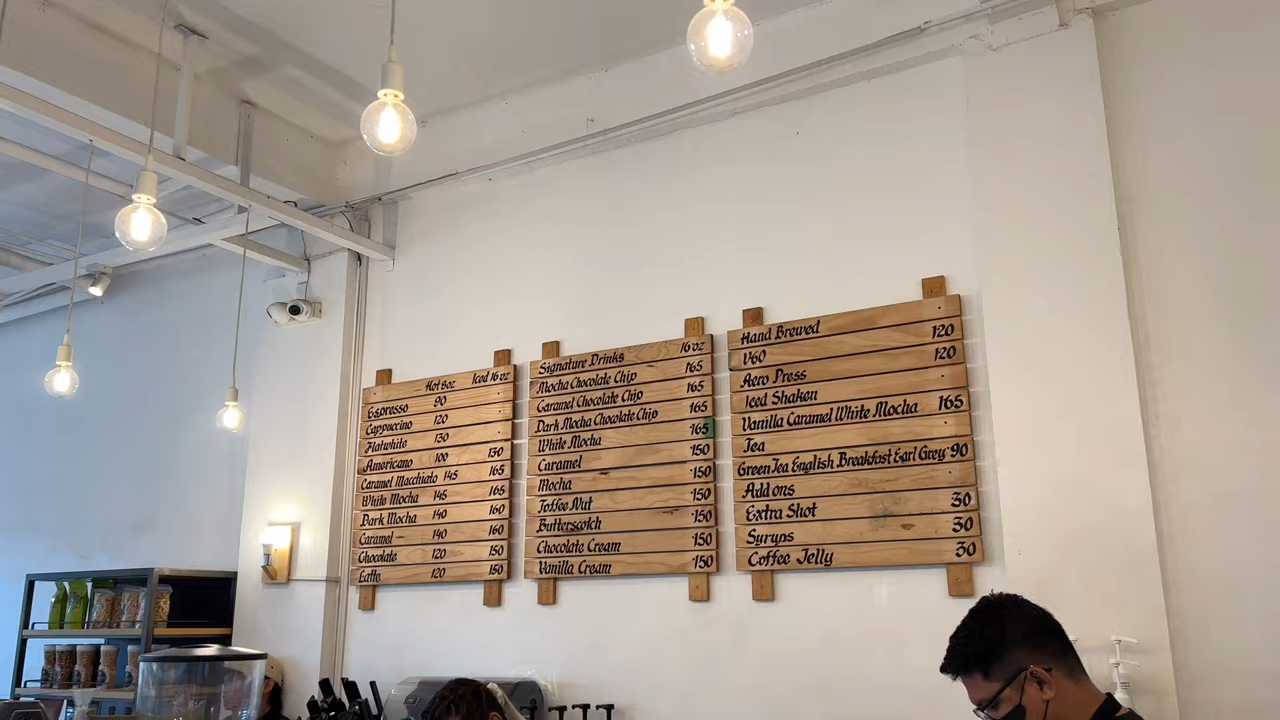 Hot 8oz Iced 16 oz
Espresso 90
Cappuccino 120
Flatwhite 130
Americano 100 130
Caramel Macchiato 145 165
White Mocha 145 165
Dark Mocha 140 160
Caramel 140 160
Chocolate 120 150
Latte 120 150
Signature Drinks 16 oz
Mocha Chocolate Chip 165
Caramel Chocolate Chip 165
Dark Mocha Chocolate Chip 165
White Mocha 165
Caramel 150
Mocha 150
Toffee Nut 150
Butterscotch 150
Chocolate Cream 150
Vanilla Cream 150
Hand Brewed
V60 120
Aero Press 120
Iced Shaken
Vanilla Caramel White Mocha 165
Tea
Green Tea English Breakfast Earl Grey 90
Add ons
Extra Shot 30
Syrups 30
Coffee Jelly 30